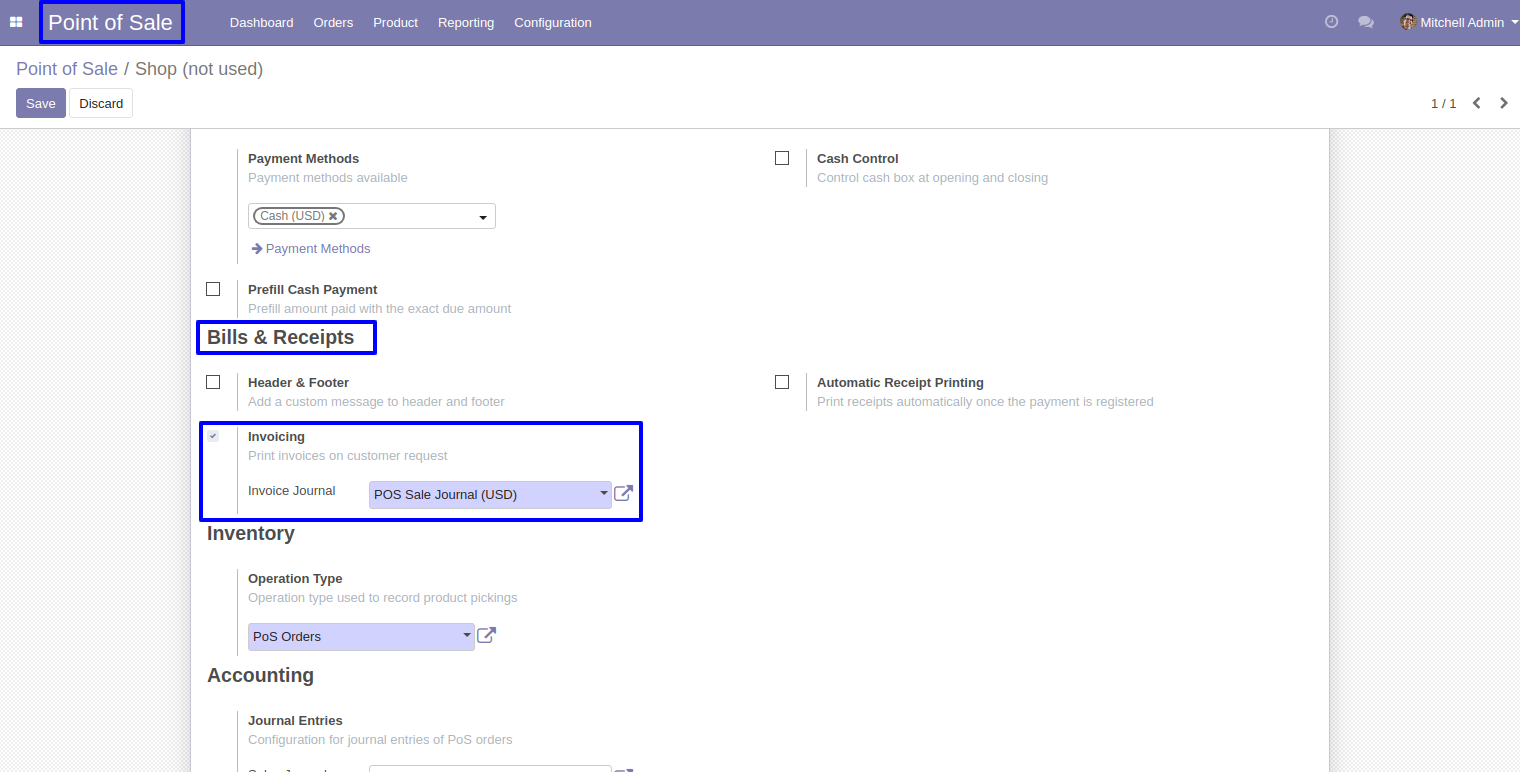 Point of Sale Dashboard Orders Product Reporting Configuration Mitchell Admin
Point of Sale / Shop (not used)
Save Discard 1 / 1
Payment Methods
Payment methods available
Cash (USD)
Payment Methods
Cash Control
Control cash box at opening and closing
Prefill Cash Payment
Prefill amount paid with the exact due amount
Bills & Receipts
Header & Footer
Add a custom message to header and footer
Automatic Receipt Printing
Print receipts automatically once the payment is registered
Invoicing
Print invoices on customer request
Invoice Journal POS Sale Journal (USD)
Inventory
Operation Type
Operation type used to record product pickings
PoS Orders
Accounting
Journal Entries
Configuration for journal entries of PoS orders